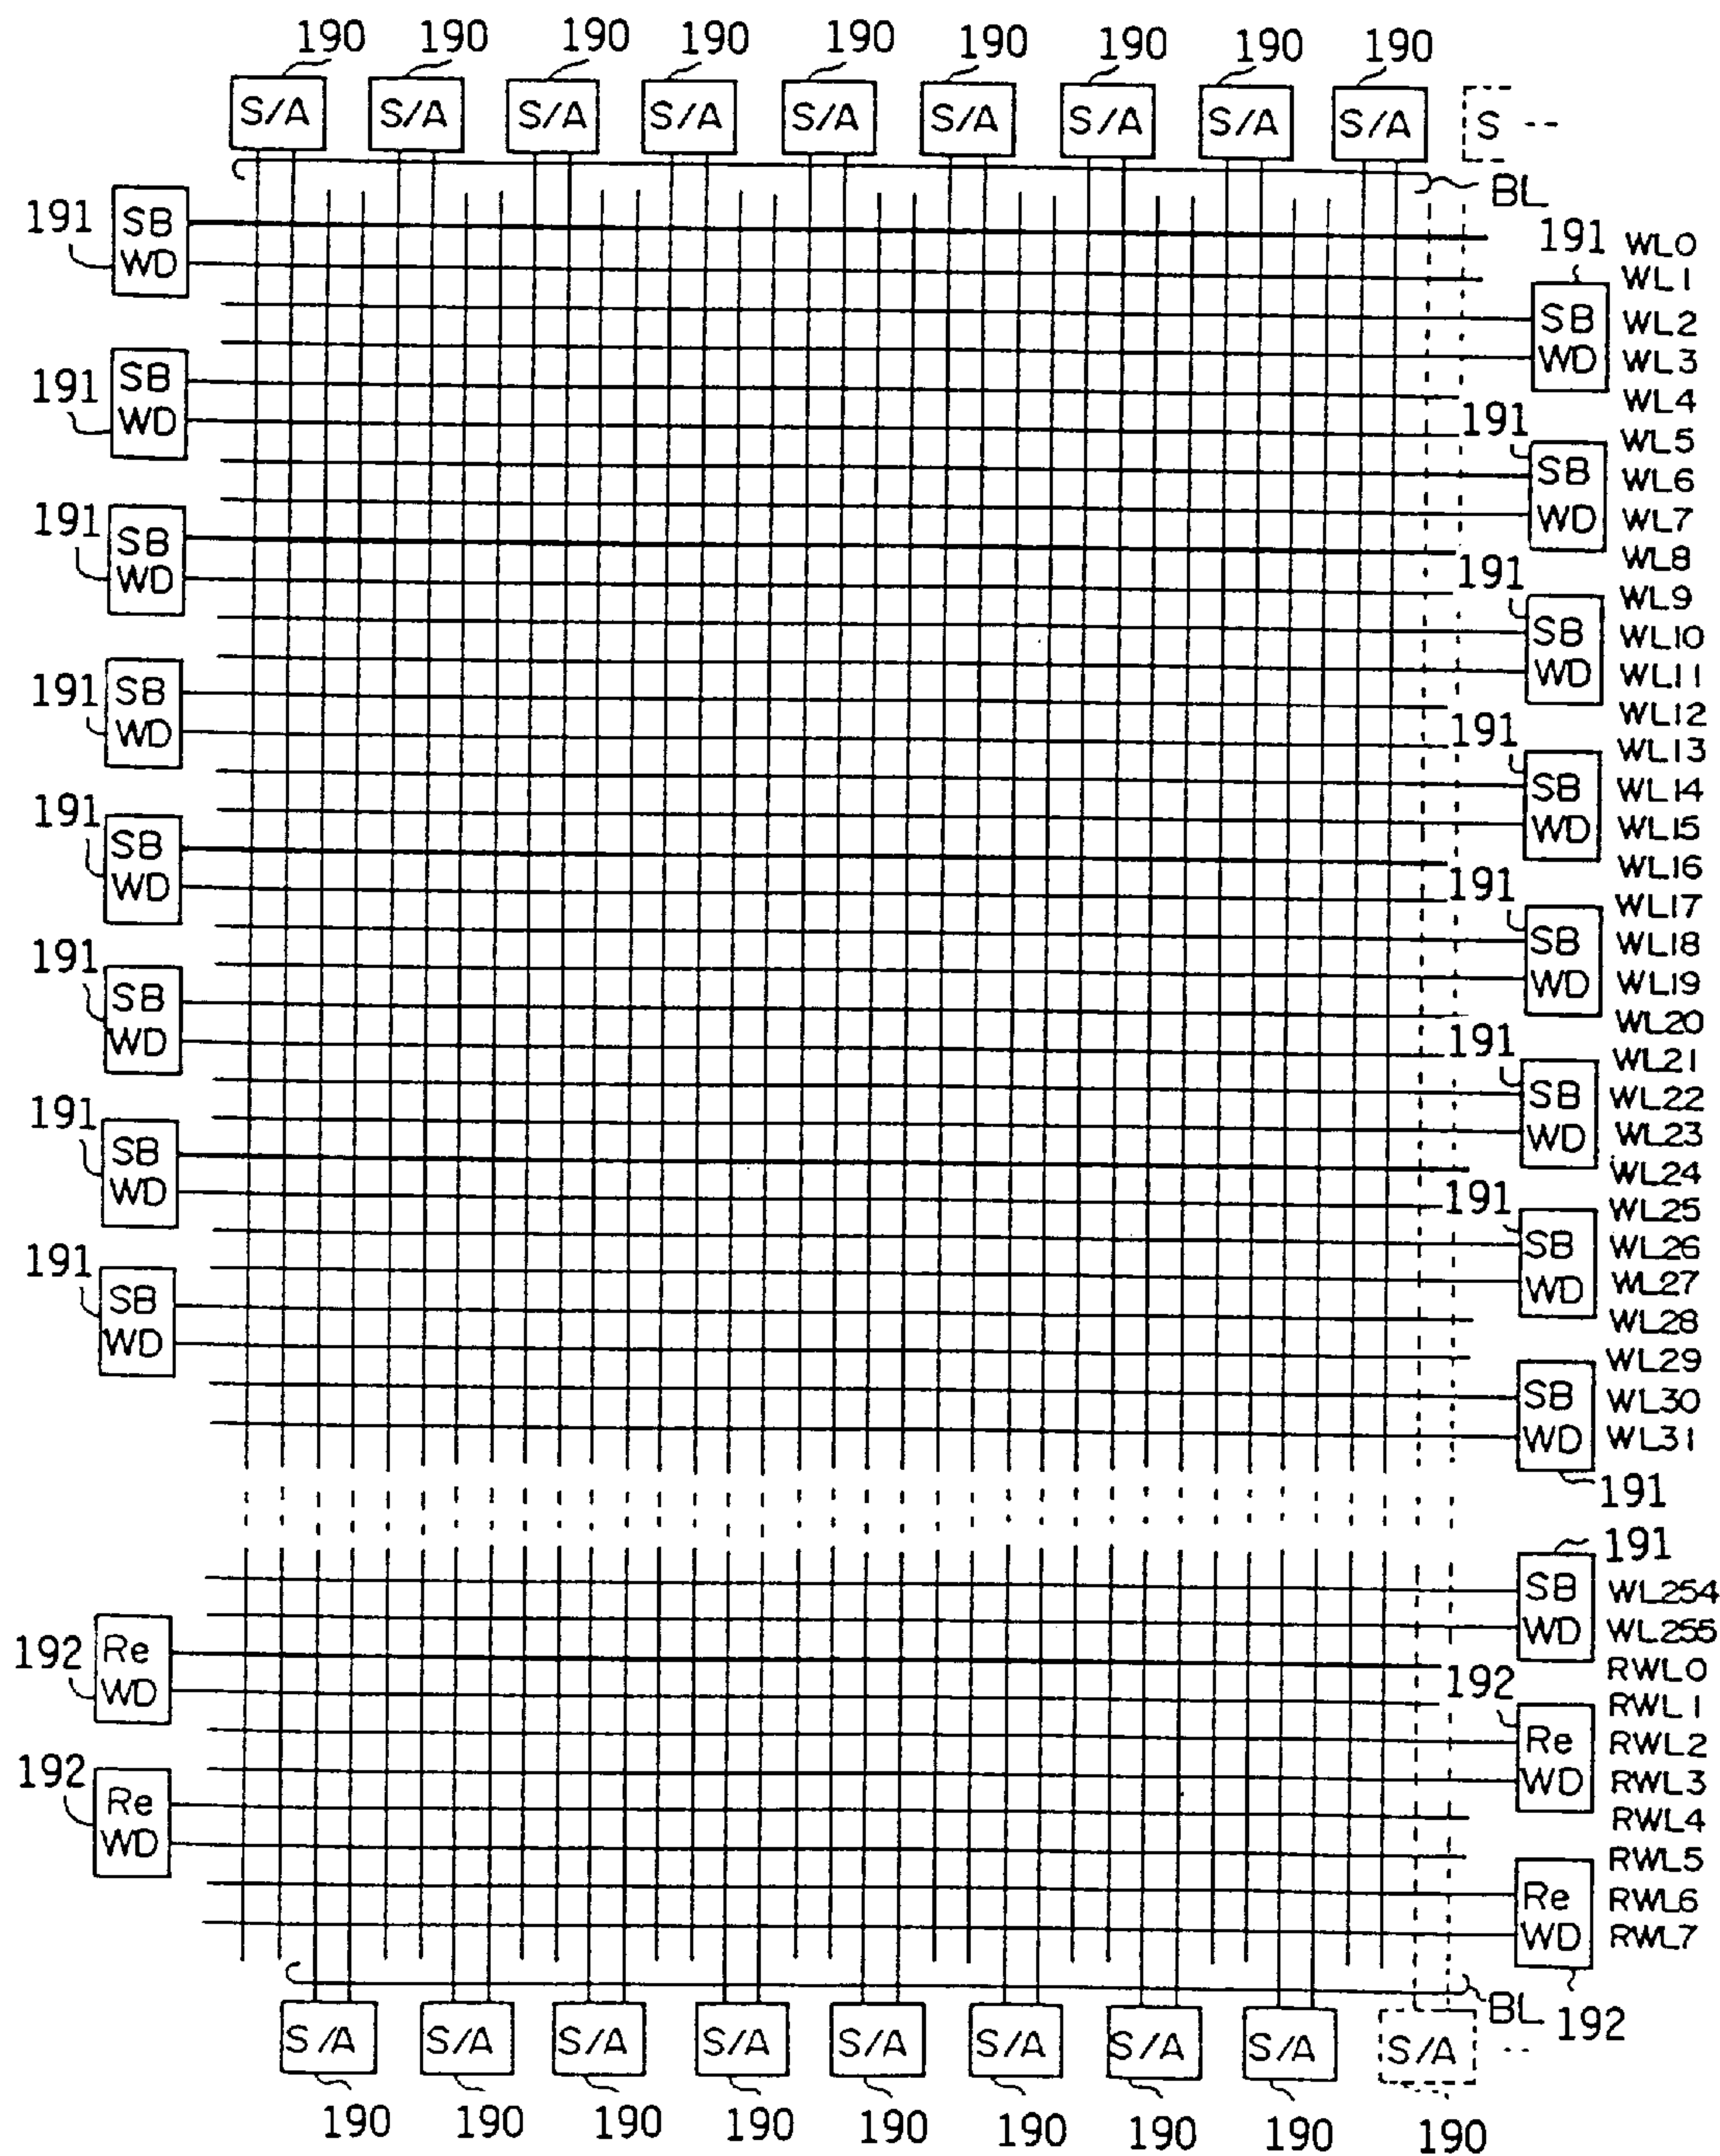 190 190 190 190 190 190 190 190 190
S/A S/A S/A S/A S/A S/A S/A S/A S/A S --
BL
191 SB WD
191 WL0
WL1
SB WL2
WD WL3
191 SB WD
WL4
191 WL5
SB WL6
WD WL7
191 SB WD
WL8
191 WL9
SB WL10
WD WL11
191 SB WD
WL12
191 WL13
SB WL14
WD WL15
191 SB WD
WL16
191 WL17
SB WL18
WD WL19
191 SB WD
WL20
191 WL21
SB WL22
WD WL23
191 SB WD
WL24
191 WL25
SB WL26
WD WL27
191 SB WD
WL28
WL29
SB WL30
WD WL31
191
191
SB WL254
WD WL255
192 Re WD
RWL0
192 RWL1
Re RWL2
WD RWL3
192 Re WD
RWL4
RWL5
Re RWL6
WD RWL7
BL 192
S/A S/A S/A S/A S/A S/A S/A S/A S/A --
190 190 190 190 190 190 190 190 190